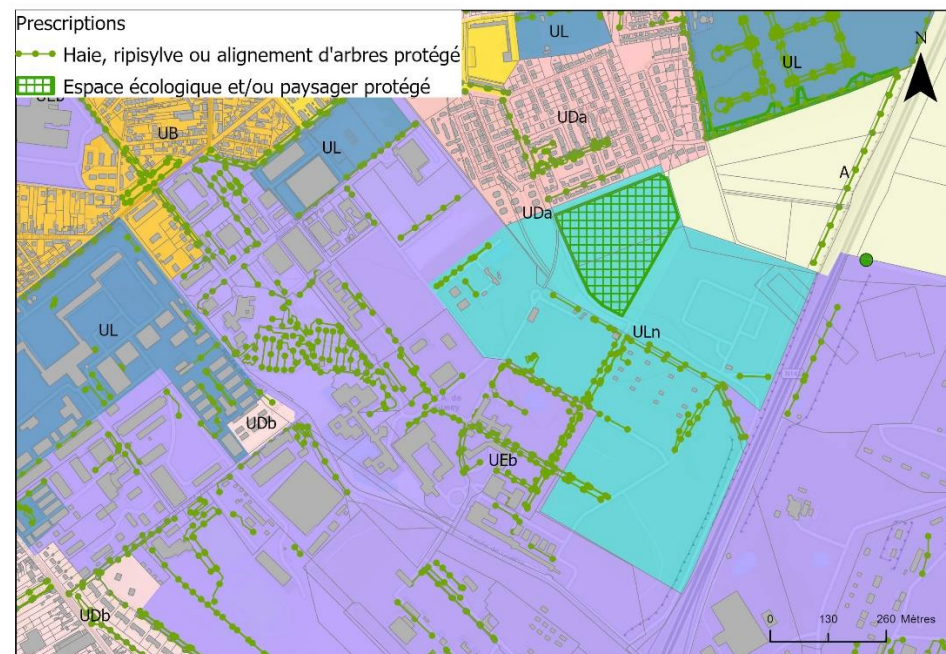 Prescriptions
Haie, ripisylve ou alignement d'arbres protégé
Espace écologique et/ou paysager protégé
N
UL
UL
UDa
UB
UL
A
UDa
UL
ULn
UDb
UEb
UDb
0 130 260 Mètres